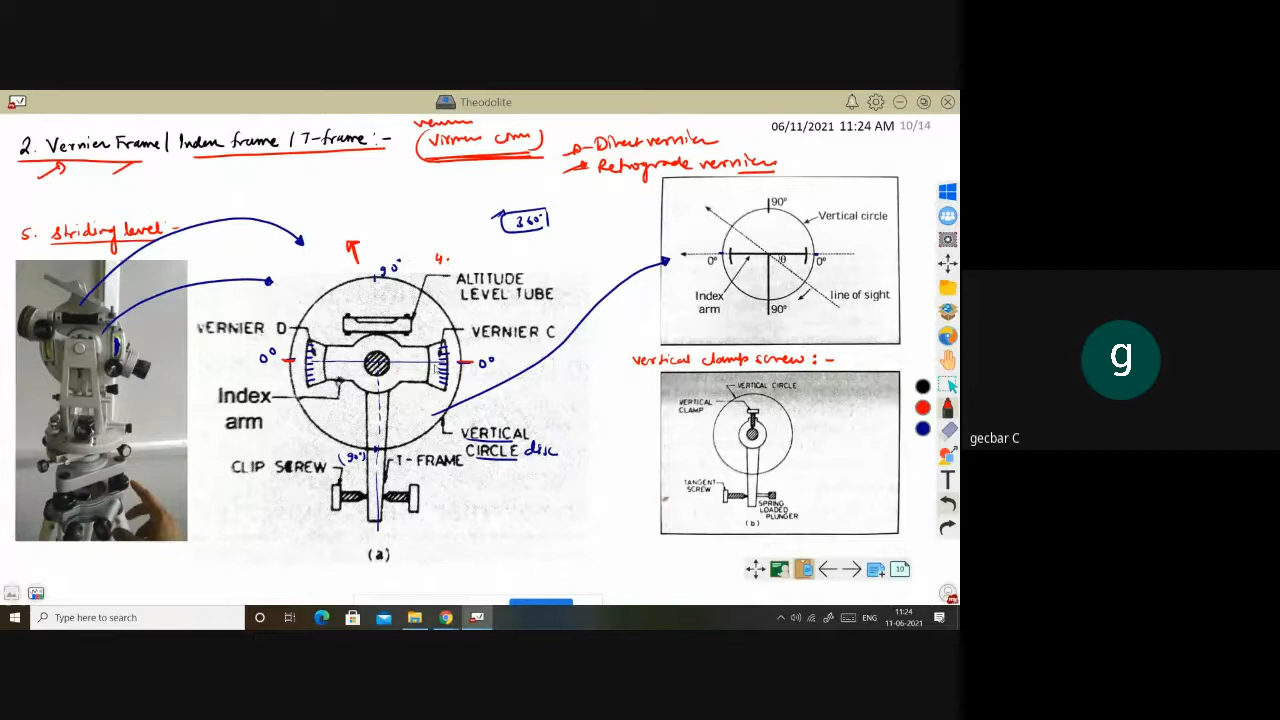 Theodolite
06/11/2021 11:24 AM 10/14
2. Vernier Frame/ Index frame / T-frame :-
→ Direct vernier
→ Retrograde vernier
5. striding level :-
360°
90°
4.
ALTITUDE
LEVEL TUBE
VERNIER D
VERNIER C
0°
0°
Index
arm
VERTICAL
CIRCLE disc
(90°)
CLIP SCREW
T-FRAME
(a)
90°
Vertical circle
0°
θ
0°
Index
arm
line of sight
90°
vertical clamp screw :-
VERTICAL CIRCLE
VERTICAL
CLAMP
TANGENT
SCREW
SPRING
LOADED
PLUNGER
(b)
T
10
g
gecbar C
Type here to search
ENG
11:24
11-06-2021